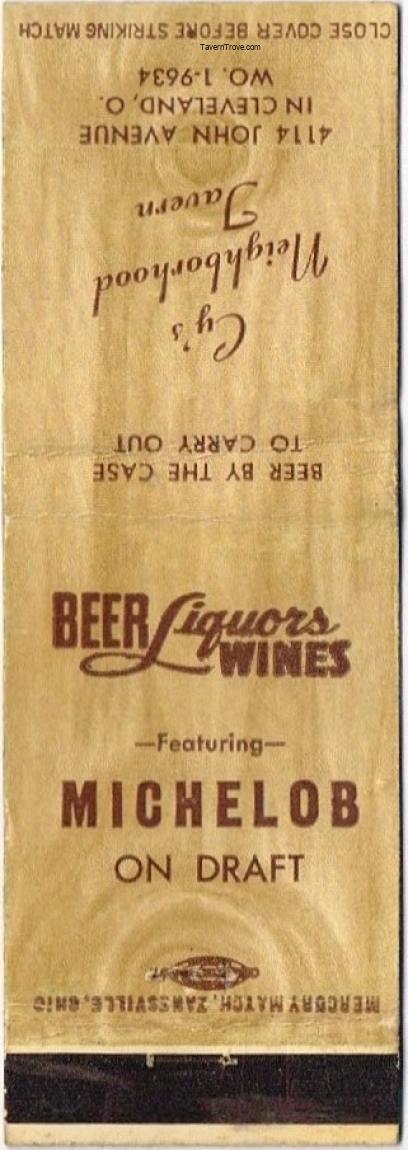 CLOSE COVER BEFORE STRIKING MATCH
TavernTrove.com
Cy's
Neighborhood
Tavern
4114 JOHN AVENUE
IN CLEVELAND, O.
WO. 1-9634
BEER BY THE CASE
TO CARRY OUT
BEER Liquors
WINES
—Featuring—
MICHELOB
ON DRAFT
MERCURY MATCH, ZANESVILLE, OHIO